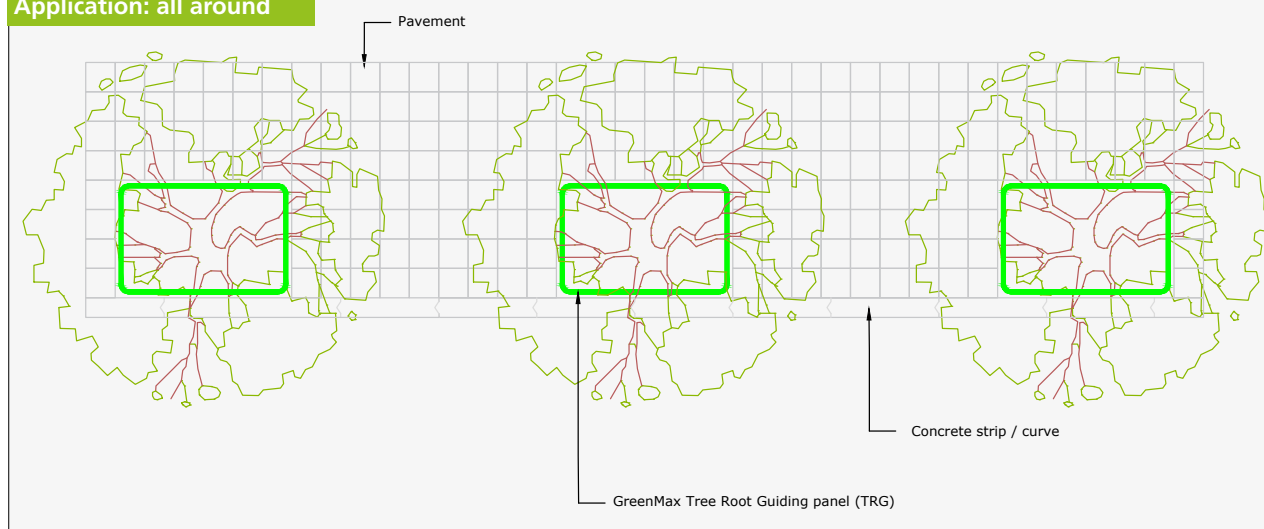 Application: all around
Pavement
Concrete strip / curve
GreenMax Tree Root Guiding panel (TRG)